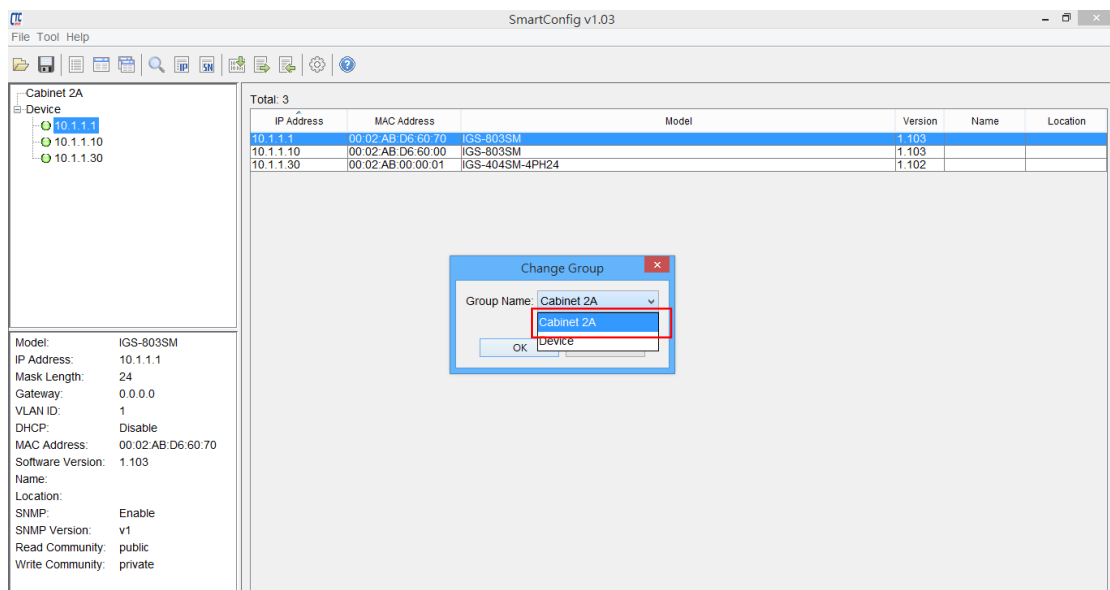 CTC
SmartConfig v1.03
File Tool Help
IP SN
Cabinet 2A
Device
10.1.1.1
10.1.1.10
10.1.1.30
Total: 3
IP Address MAC Address Model Version Name Location
10.1.1.1 00:02:AB:D6:60:70 IGS-803SM 1.103
10.1.1.10 00:02:AB:D6:60:00 IGS-803SM 1.103
10.1.1.30 00:02:AB:00:00:01 IGS-404SM-4PH24 1.102
Change Group
Group Name: Cabinet 2A
Cabinet 2A
Device
OK
Model: IGS-803SM
IP Address: 10.1.1.1
Mask Length: 24
Gateway: 0.0.0.0
VLAN ID: 1
DHCP: Disable
MAC Address: 00:02:AB:D6:60:70
Software Version: 1.103
Name:
Location:
SNMP: Enable
SNMP Version: v1
Read Community: public
Write Community: private